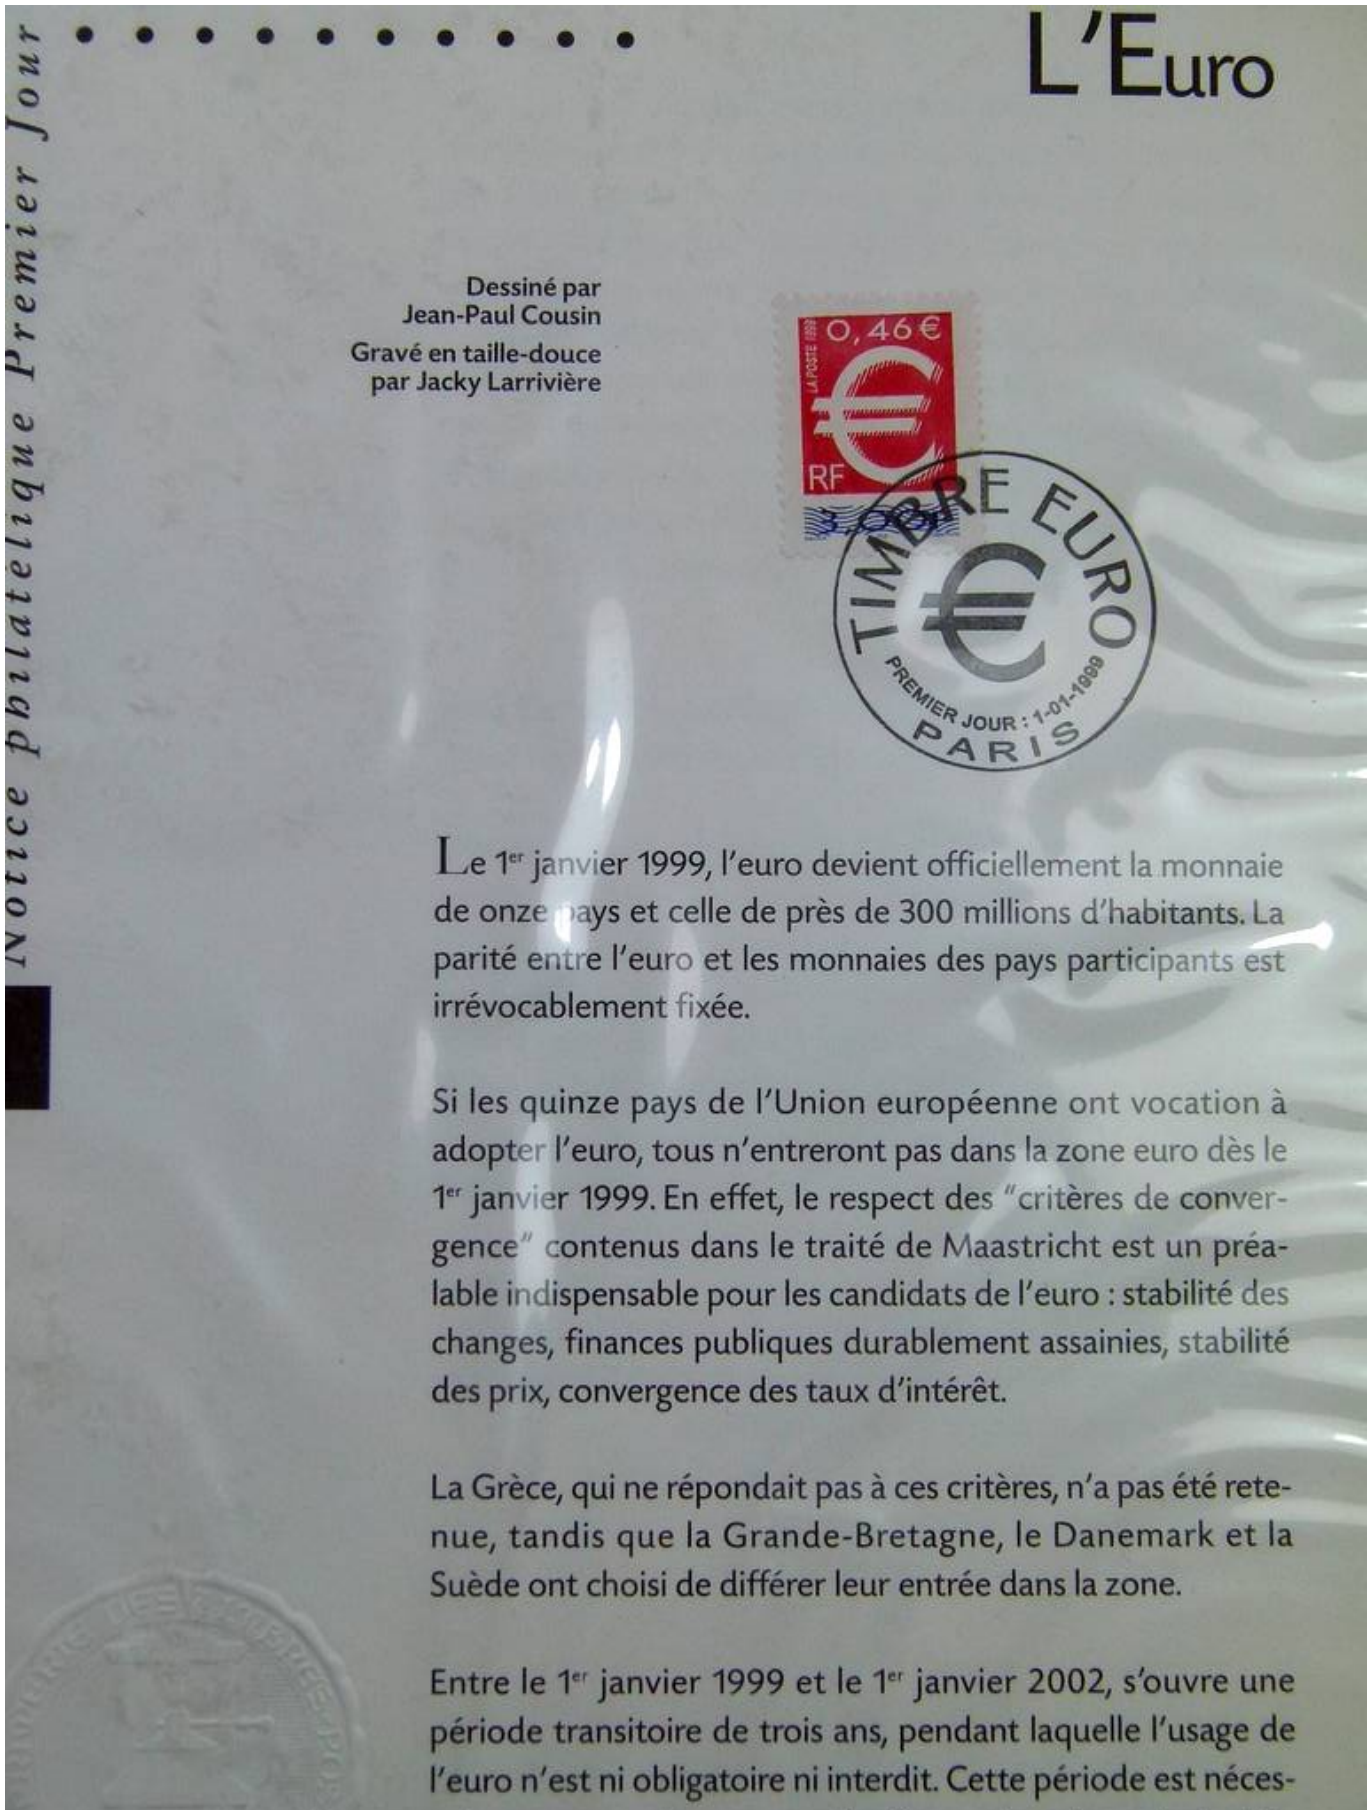 Notice philatélique Premier Jour
L'Euro
Dessiné par
Jean-Paul Cousin
Gravé en taille-douce
par Jacky Larrivière
0,46 €
LA POSTE 1999
RF
3,00F
TIMBRE EURO
€
PREMIER JOUR : 1-01-1999
PARIS
Le 1er janvier 1999, l'euro devient officiellement la monnaie
de onze pays et celle de près de 300 millions d'habitants. La
parité entre l'euro et les monnaies des pays participants est
irrévocablement fixée.
Si les quinze pays de l'Union européenne ont vocation à
adopter l'euro, tous n'entreront pas dans la zone euro dès le
1er janvier 1999. En effet, le respect des "critères de conver-
gence" contenus dans le traité de Maastricht est un préa-
lable indispensable pour les candidats de l'euro : stabilité des
changes, finances publiques durablement assainies, stabilité
des prix, convergence des taux d'intérêt.
La Grèce, qui ne répondait pas à ces critères, n'a pas été rete-
nue, tandis que la Grande-Bretagne, le Danemark et la
Suède ont choisi de différer leur entrée dans la zone.
Entre le 1er janvier 1999 et le 1er janvier 2002, s'ouvre une
période transitoire de trois ans, pendant laquelle l'usage de
l'euro n'est ni obligatoire ni interdit. Cette période est néces-